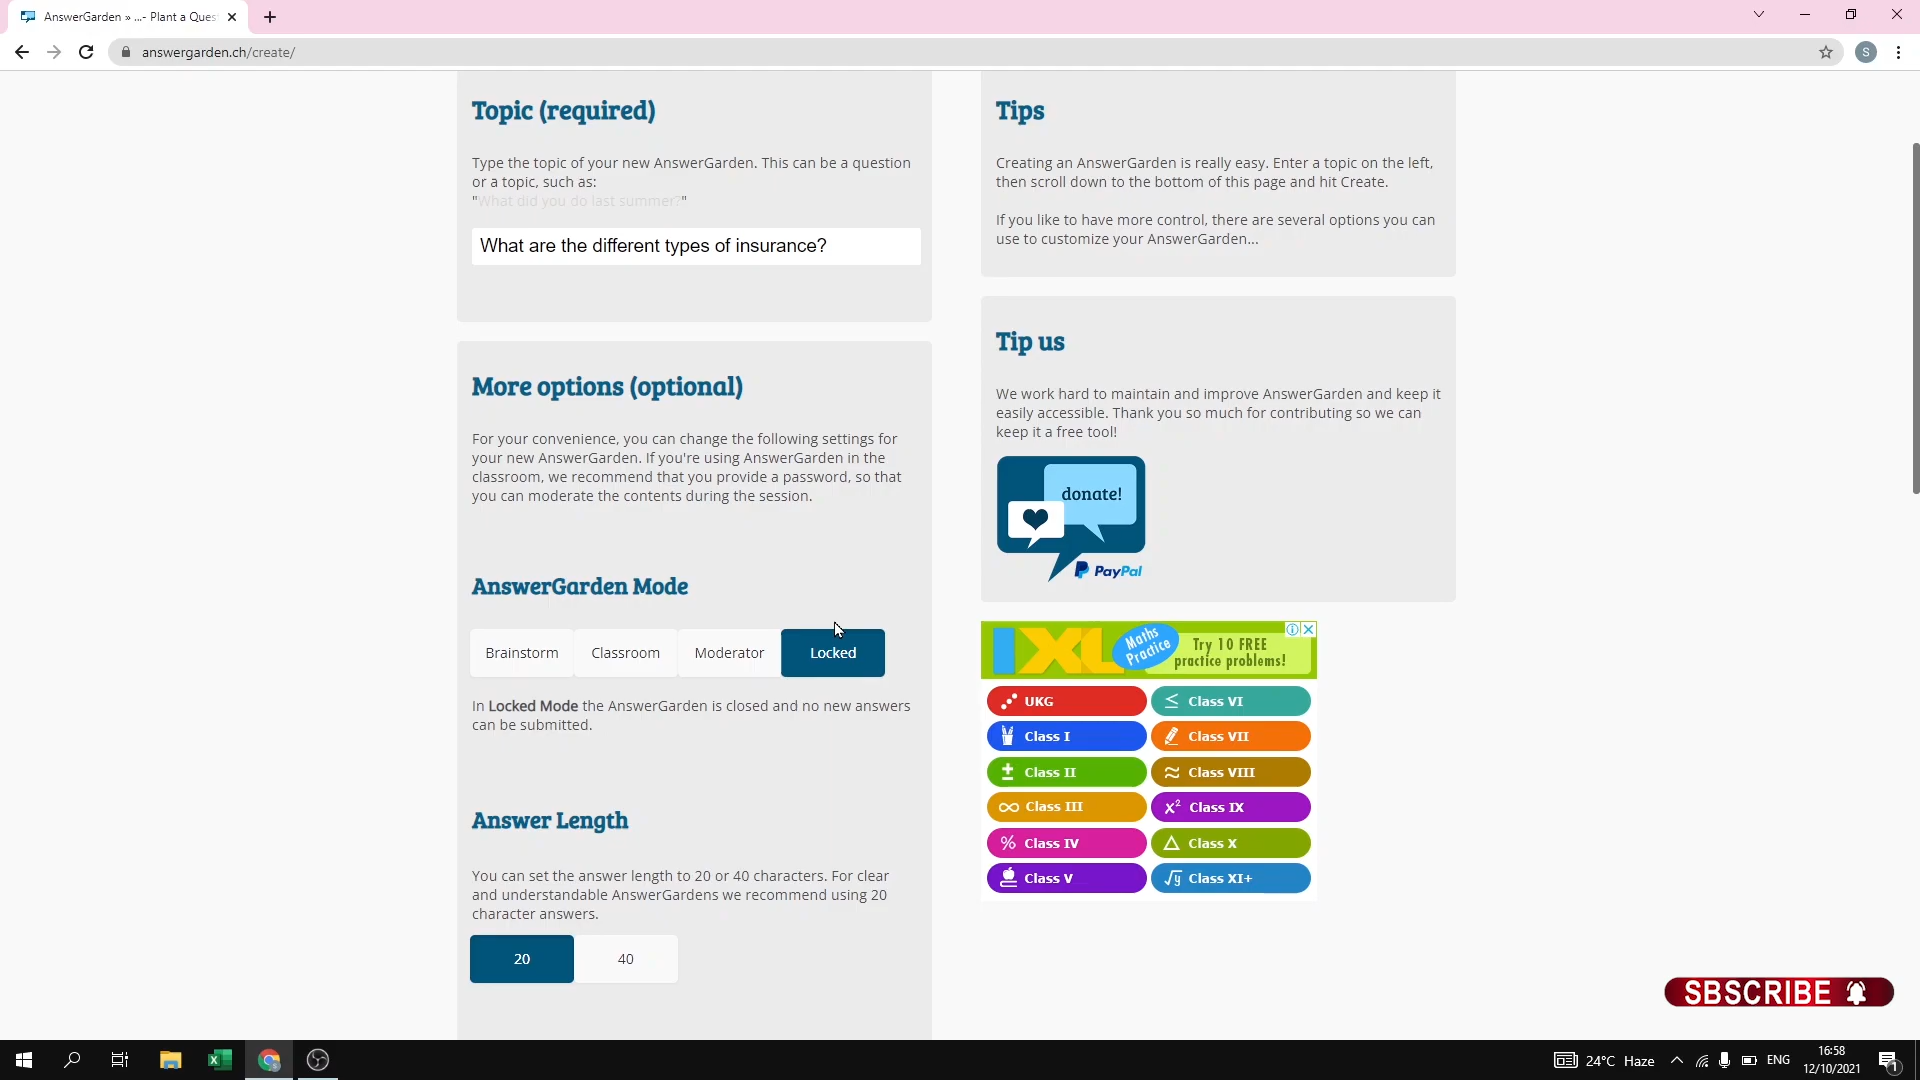 AnswerGarden » ...- Plant a Ques
answergarden.ch/create/
S
Topic (required)
Type the topic of your new AnswerGarden. This can be a question
or a topic, such as:
"What did you do last summer?"
What are the different types of insurance?
More options (optional)
For your convenience, you can change the following settings for
your new AnswerGarden. If you're using AnswerGarden in the
classroom, we recommend that you provide a password, so that
you can moderate the contents during the session.
AnswerGarden Mode
Brainstorm Classroom Moderator Locked
In Locked Mode the AnswerGarden is closed and no new answers
can be submitted.
Answer Length
You can set the answer length to 20 or 40 characters. For clear
and understandable AnswerGardens we recommend using 20
character answers.
20 40
Tips
Creating an AnswerGarden is really easy. Enter a topic on the left,
then scroll down to the bottom of this page and hit Create.
If you like to have more control, there are several options you can
use to customize your AnswerGarden...
Tip us
We work hard to maintain and improve AnswerGarden and keep it
easily accessible. Thank you so much for contributing so we can
keep it a free tool!
donate!
PayPal
IXL Maths Practice Try 10 FREE practice problems!
UKG ≤ Class VI
Class I Class VII
± Class II ≈ Class VIII
∞ Class III x² Class IX
% Class IV Class X
Class V √y Class XI+
SBSCRIBE
24°C Haze ENG 16:58
12/10/2021
1